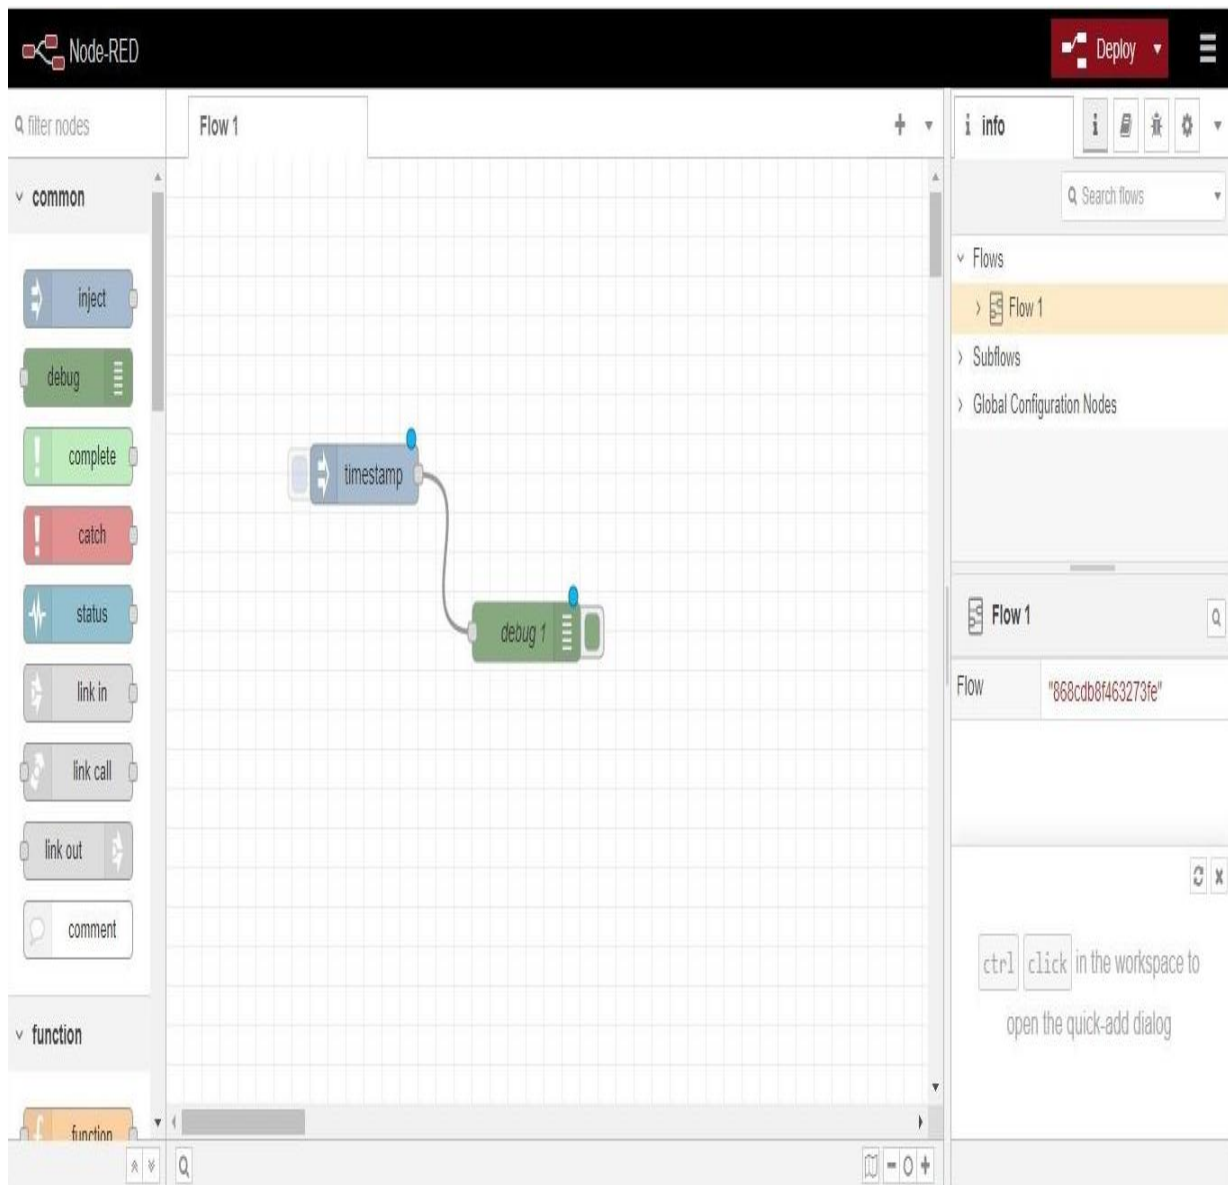 Node-RED
Deploy
filter nodes
common
inject
debug
complete
catch
status
link in
link call
link out
comment
function
function
Flow 1
timestamp
debug 1
i info
i
Search flows
Flows
Flow 1
Subflows
Global Configuration Nodes
Flow 1
Flow "868cdb8f463273fe"
ctrl click in the workspace to
open the quick-add dialog